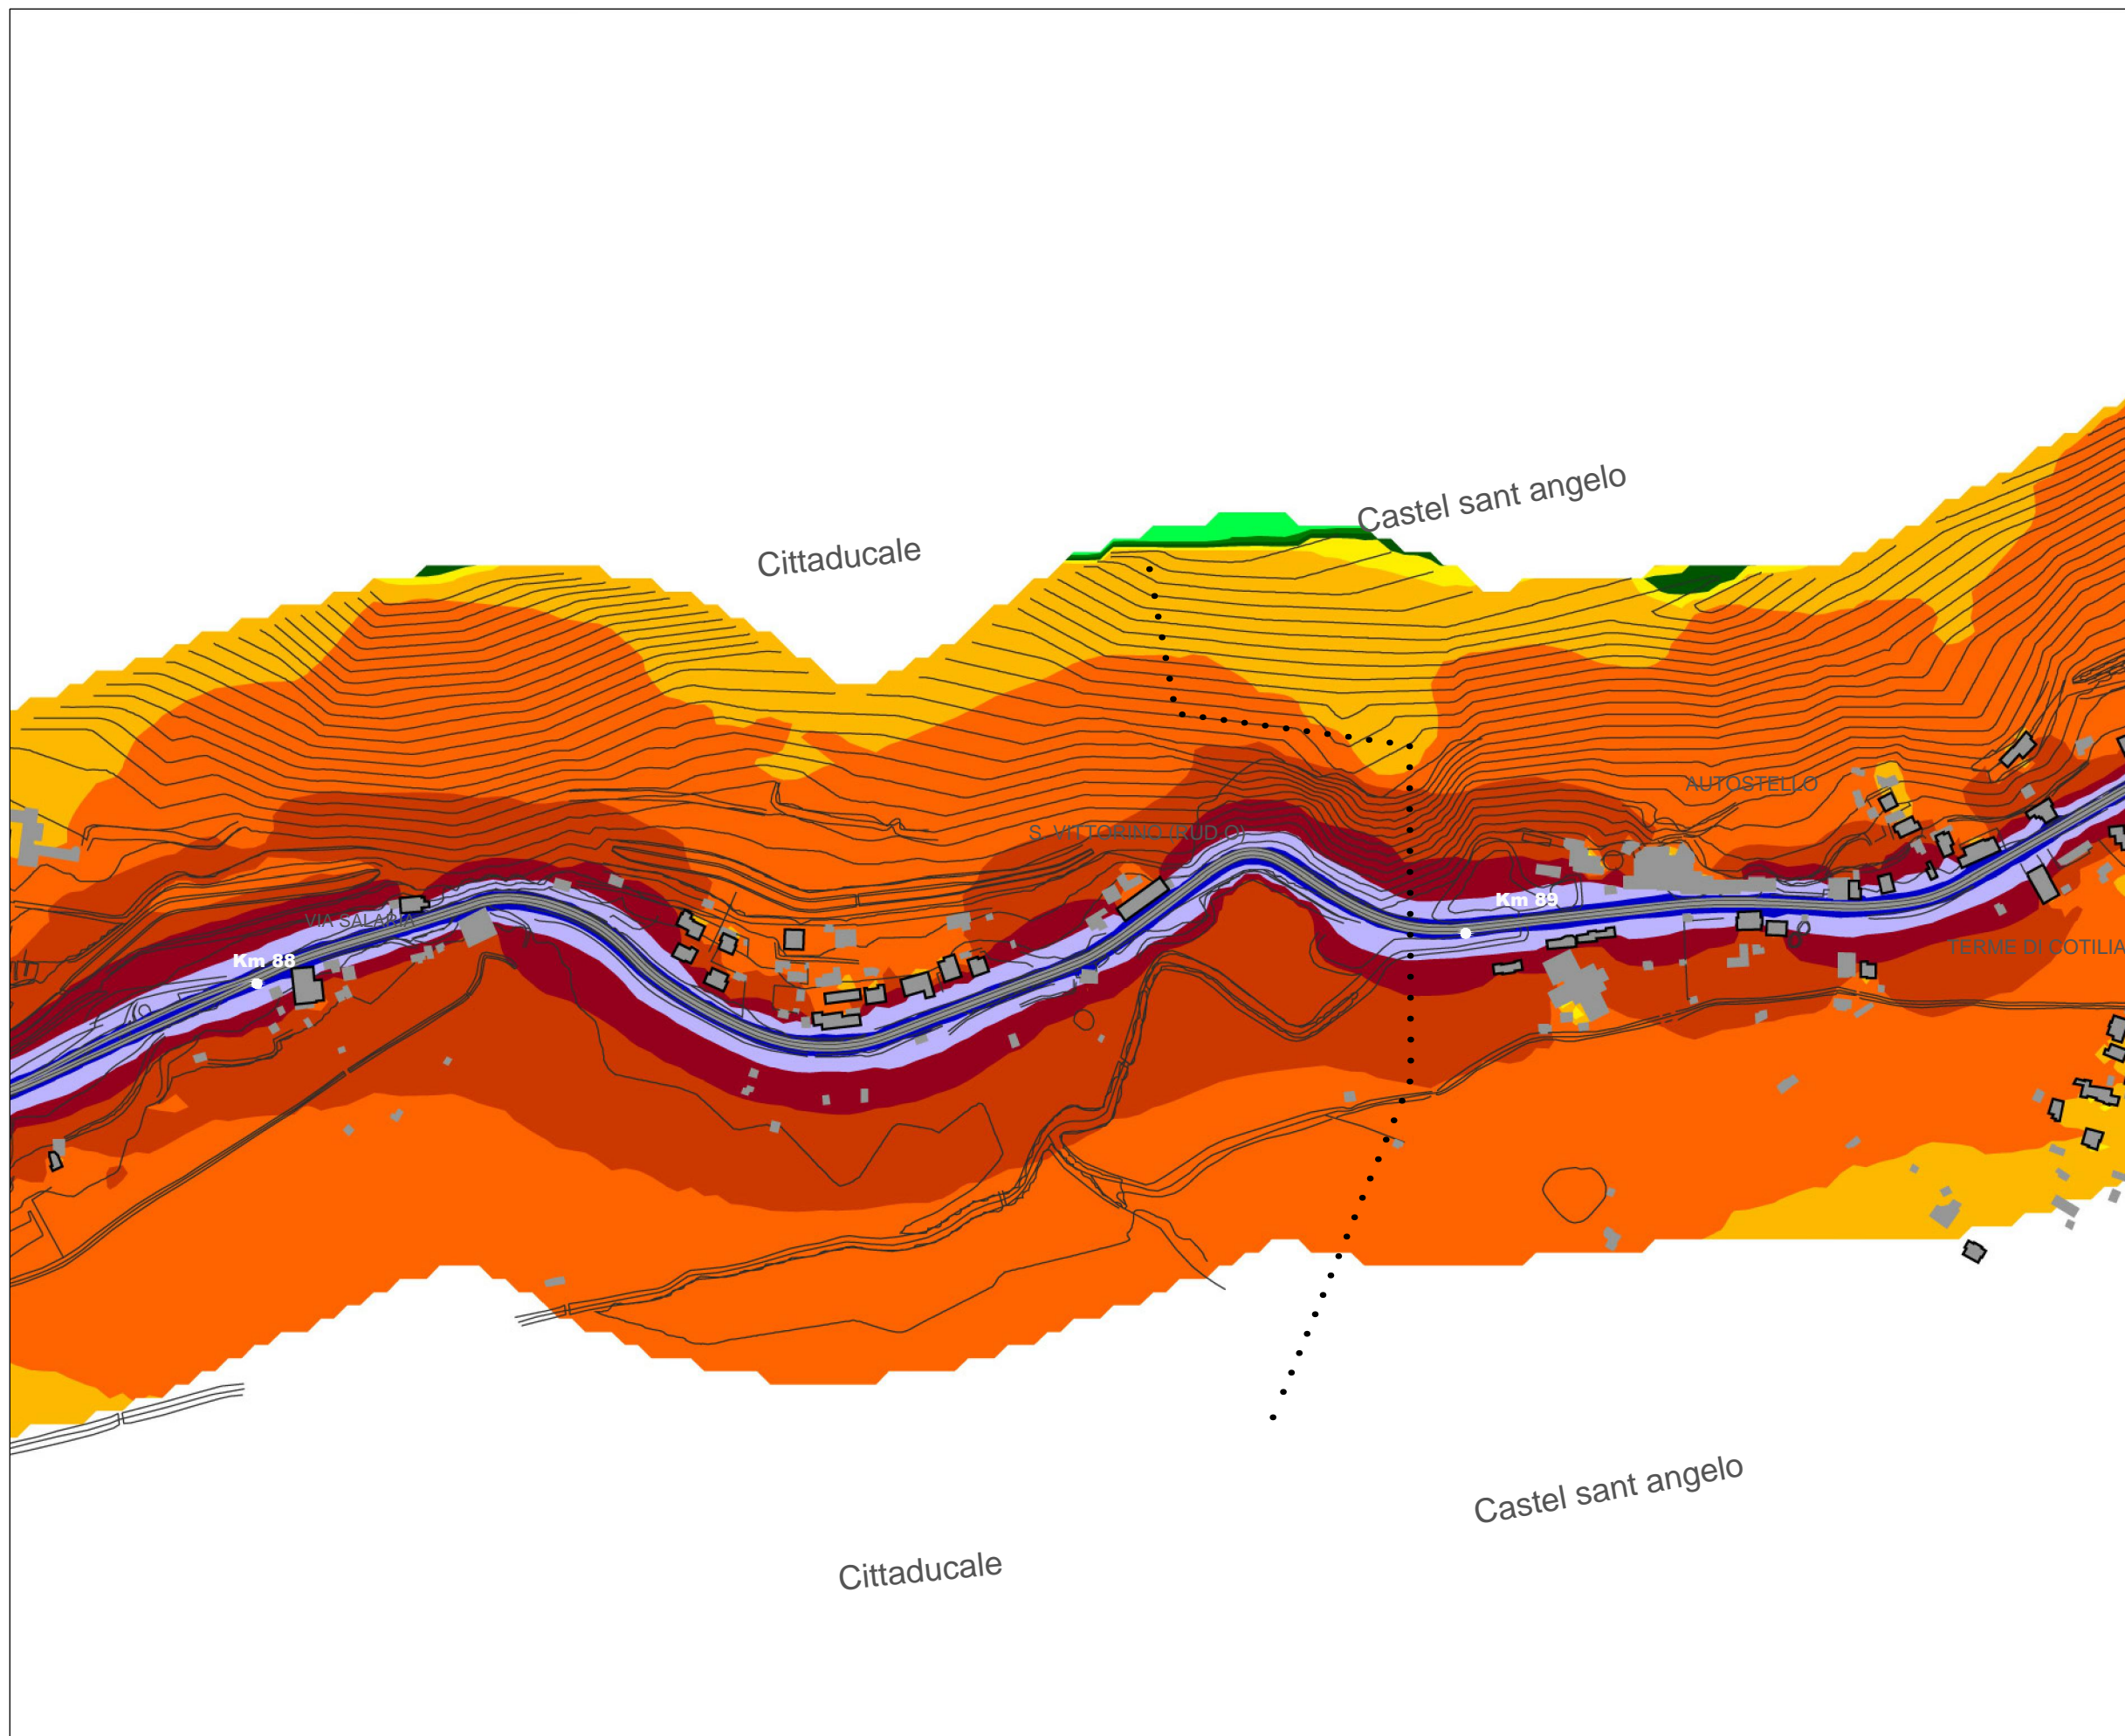 Castel sant angelo
Cittaducale
AUTOSTELLO
S. VITTORINO (RUD.O)
Km 89
VIA SALARIA
TERME DI COTILIA
Km 88
Castel sant angelo
Cittaducale